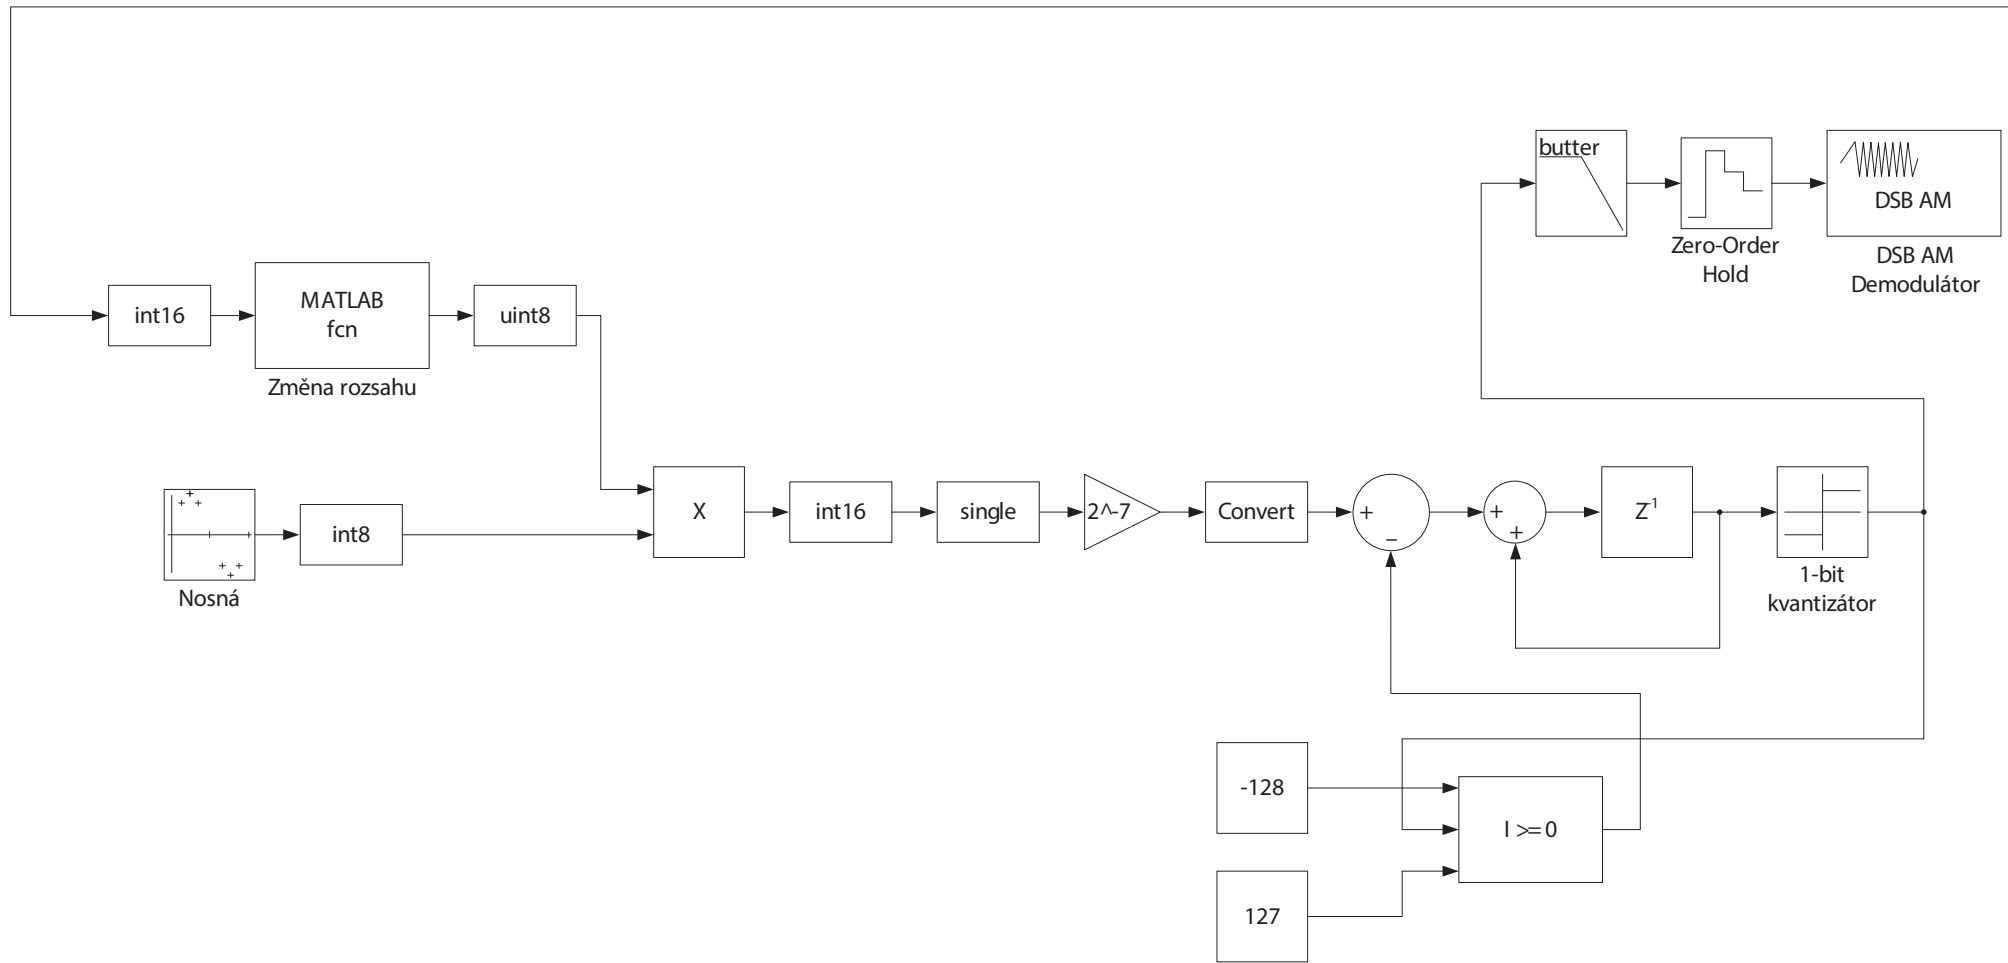 butter
DSB AM
Zero-Order
Hold
DSB AM
Demodulátor
int16
MATLAB
fcn
uint8
Změna rozsahu
Nosná
int8
X
int16
single
2^-7
Convert
+
−
+
+
Z-1
1-bit
kvantizátor
-128
I >= 0
127